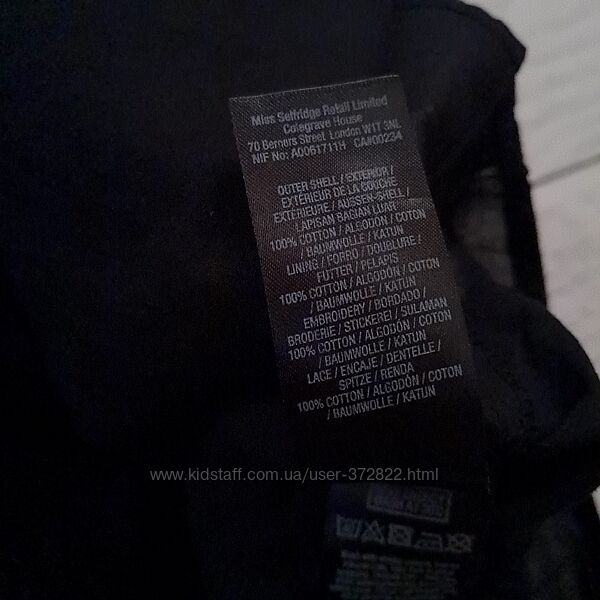 Miss Selfridge Retail Limited
Colegrave House
70 Berners Street London W1T 3NL
NIF No: A0061711H CA#00234
OUTER SHELL / EXTERIOR /
EXTÉRIEUR DE LA COUCHE
EXTÉRIEURE / AUSSEN-SHELL /
LAPISAN BAGIAN LUAR
100% COTTON / ALGODÓN / COTON
/ BAUMWOLLE / KATUN
LINING / FORRO / DOUBLURE /
FUTTER / PELAPIS
100% COTTON / ALGODÓN / COTON
/ BAUMWOLLE / KATUN
EMBROIDERY / BORDADO /
BRODERIE / STICKEREI / SULAMAN
100% COTTON / ALGODÓN / COTON
/ BAUMWOLLE / KATUN
LACE / ENCAJE / DENTELLE /
SPITZE / RENDA
100% COTTON / ALGODÓN / COTON
/ BAUMWOLLE / KATUN
www.kidstaff.com.ua/user-372822.html